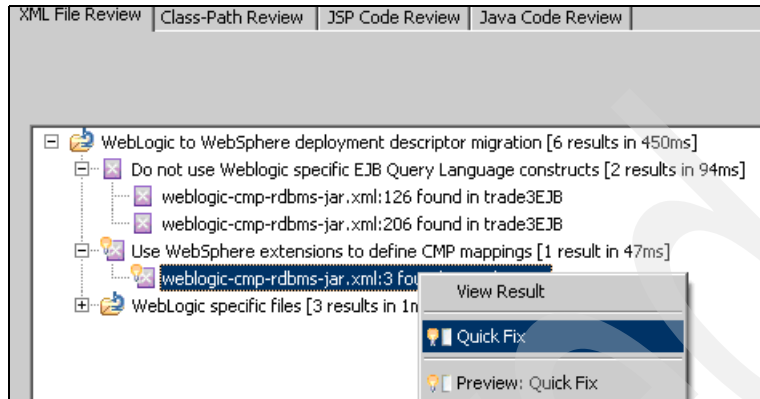 XML File Review Class-Path Review JSP Code Review Java Code Review
WebLogic to WebSphere deployment descriptor migration [6 results in 450ms]
Do not use Weblogic specific EJB Query Language constructs [2 results in 94ms]
weblogic-cmp-rdbms-jar.xml:126 found in trade3EJB
weblogic-cmp-rdbms-jar.xml:206 found in trade3EJB
Use WebSphere extensions to define CMP mappings [1 result in 47ms]
weblogic-cmp-rdbms-jar.xml:3
View Result
WebLogic specific files [3 results in
Quick Fix
Preview: Quick Fix